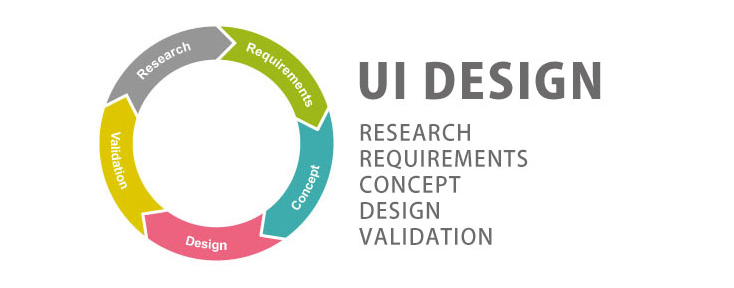 Research
Requirements
Concept
Design
Validation
UI DESIGN
RESEARCH
REQUIREMENTS
CONCEPT
DESIGN
VALIDATION